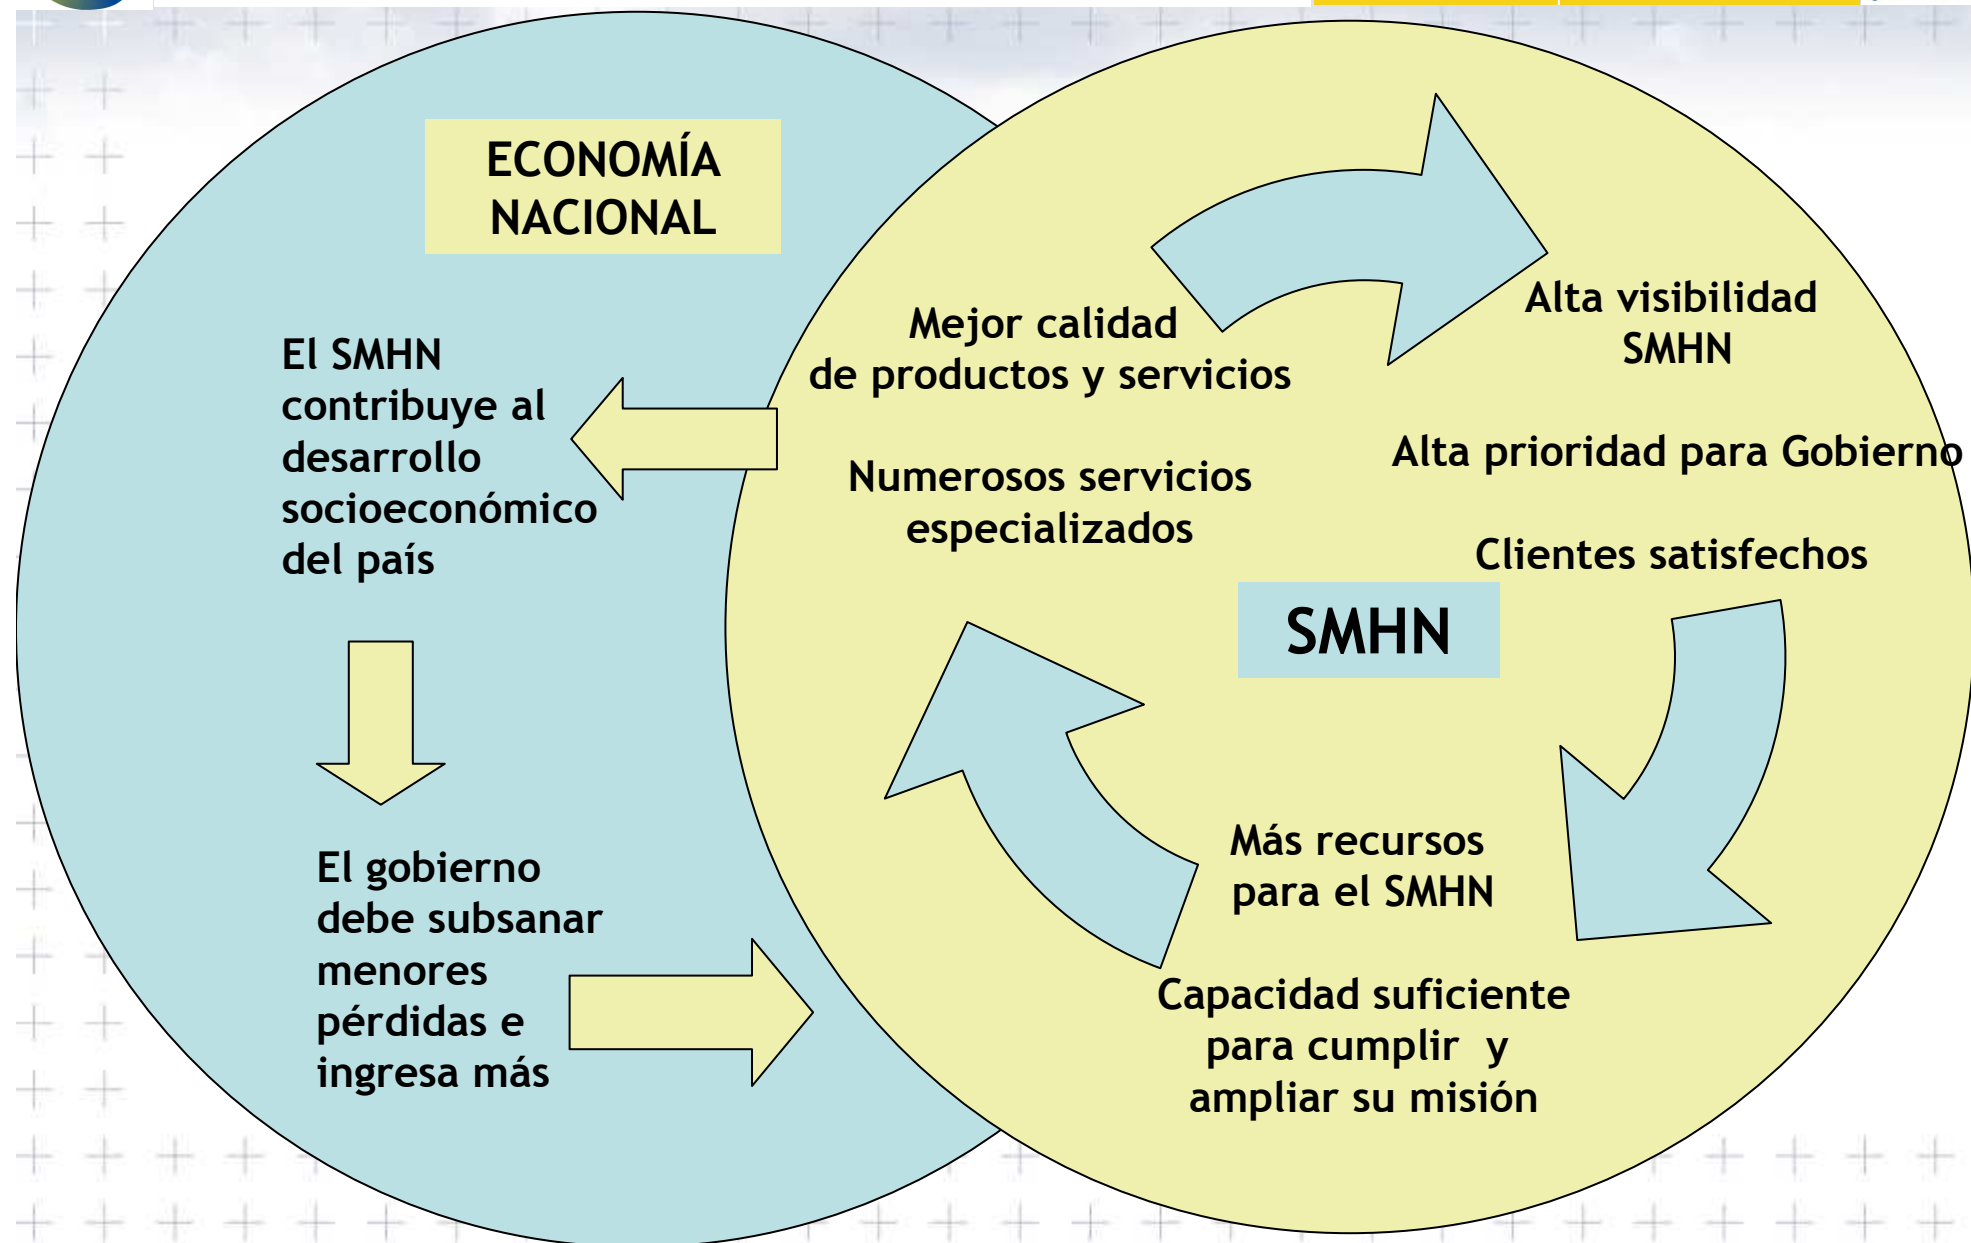 ECONOMÍA
NACIONAL
El SMHN
contribuye al
desarrollo
socioeconómico
del país
El gobierno
debe subsanar
menores
pérdidas e
ingresa más
Mejor calidad
de productos y servicios
Numerosos servicios
especializados
Alta visibilidad
SMHN
Alta prioridad para Gobierno
Clientes satisfechos
SMHN
Más recursos
para el SMHN
Capacidad suficiente
para cumplir y
ampliar su misión